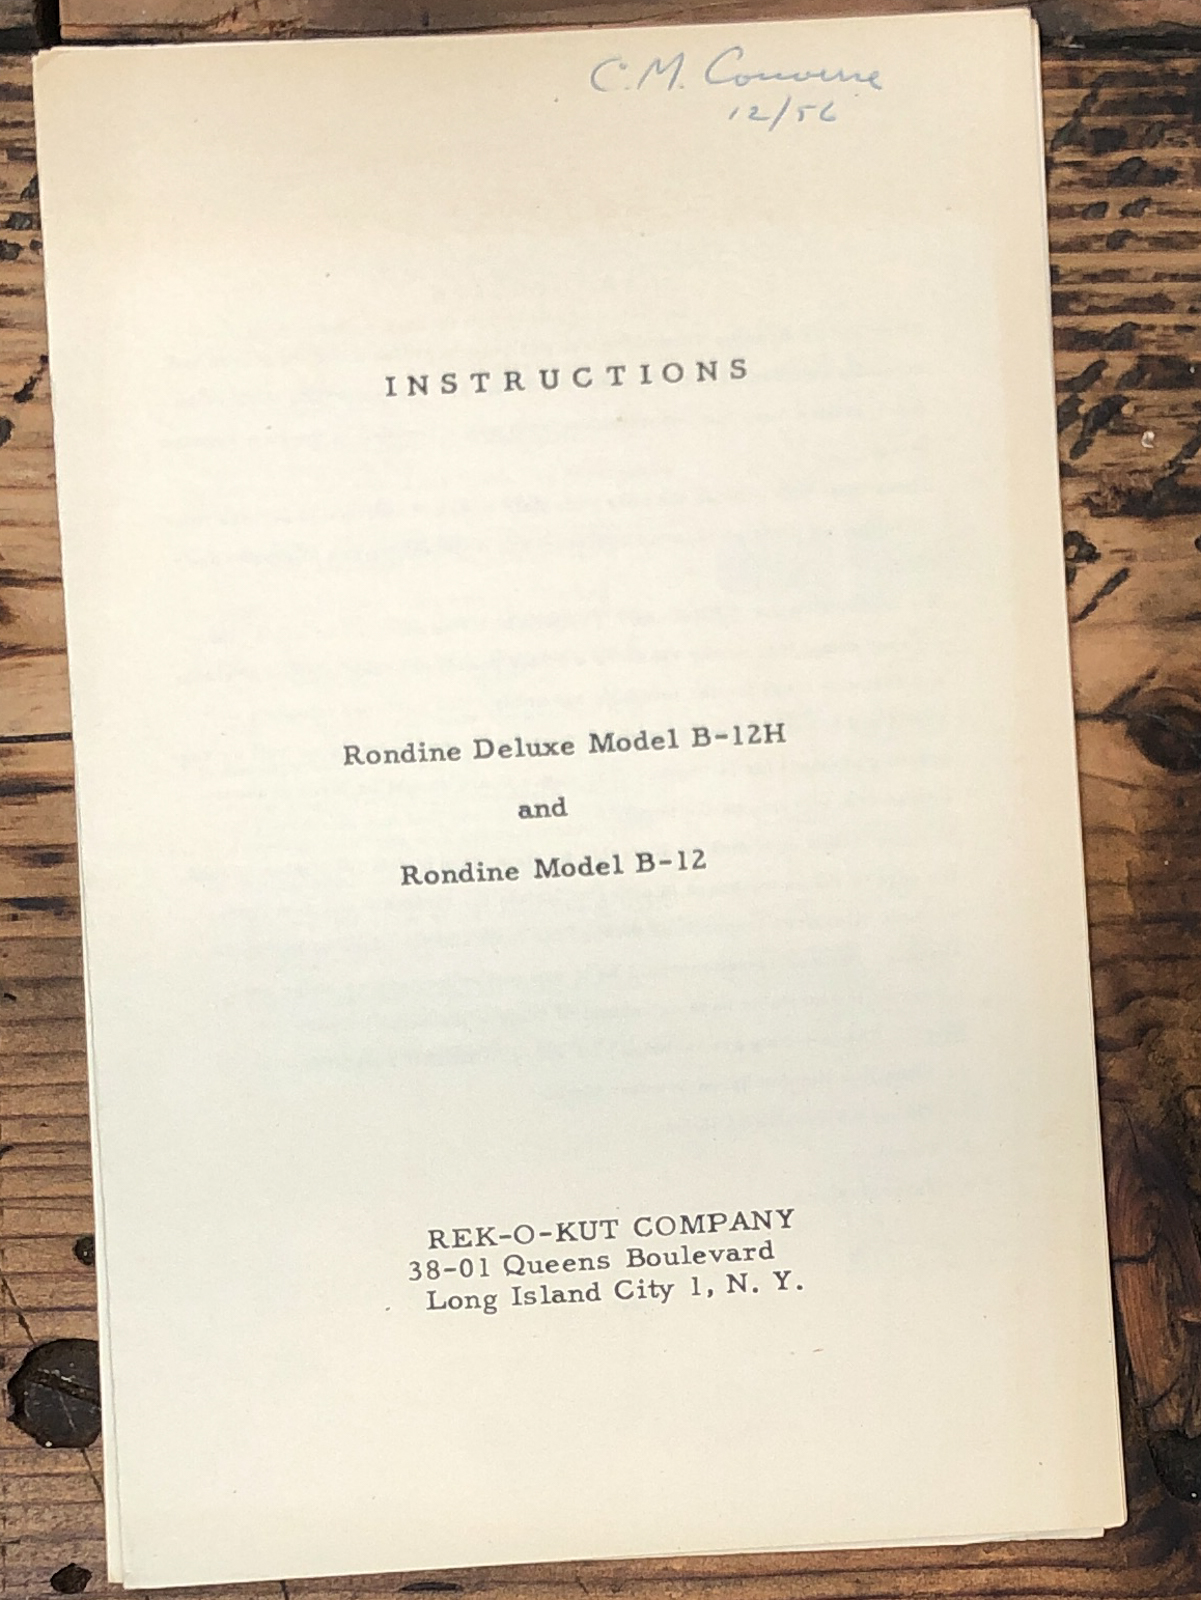 C.M. Converse
12/56
INSTRUCTIONS
Rondine Deluxe Model B-12H
and
Rondine Model B-12
REK-O-KUT COMPANY
38-01 Queens Boulevard
Long Island City 1, N. Y.